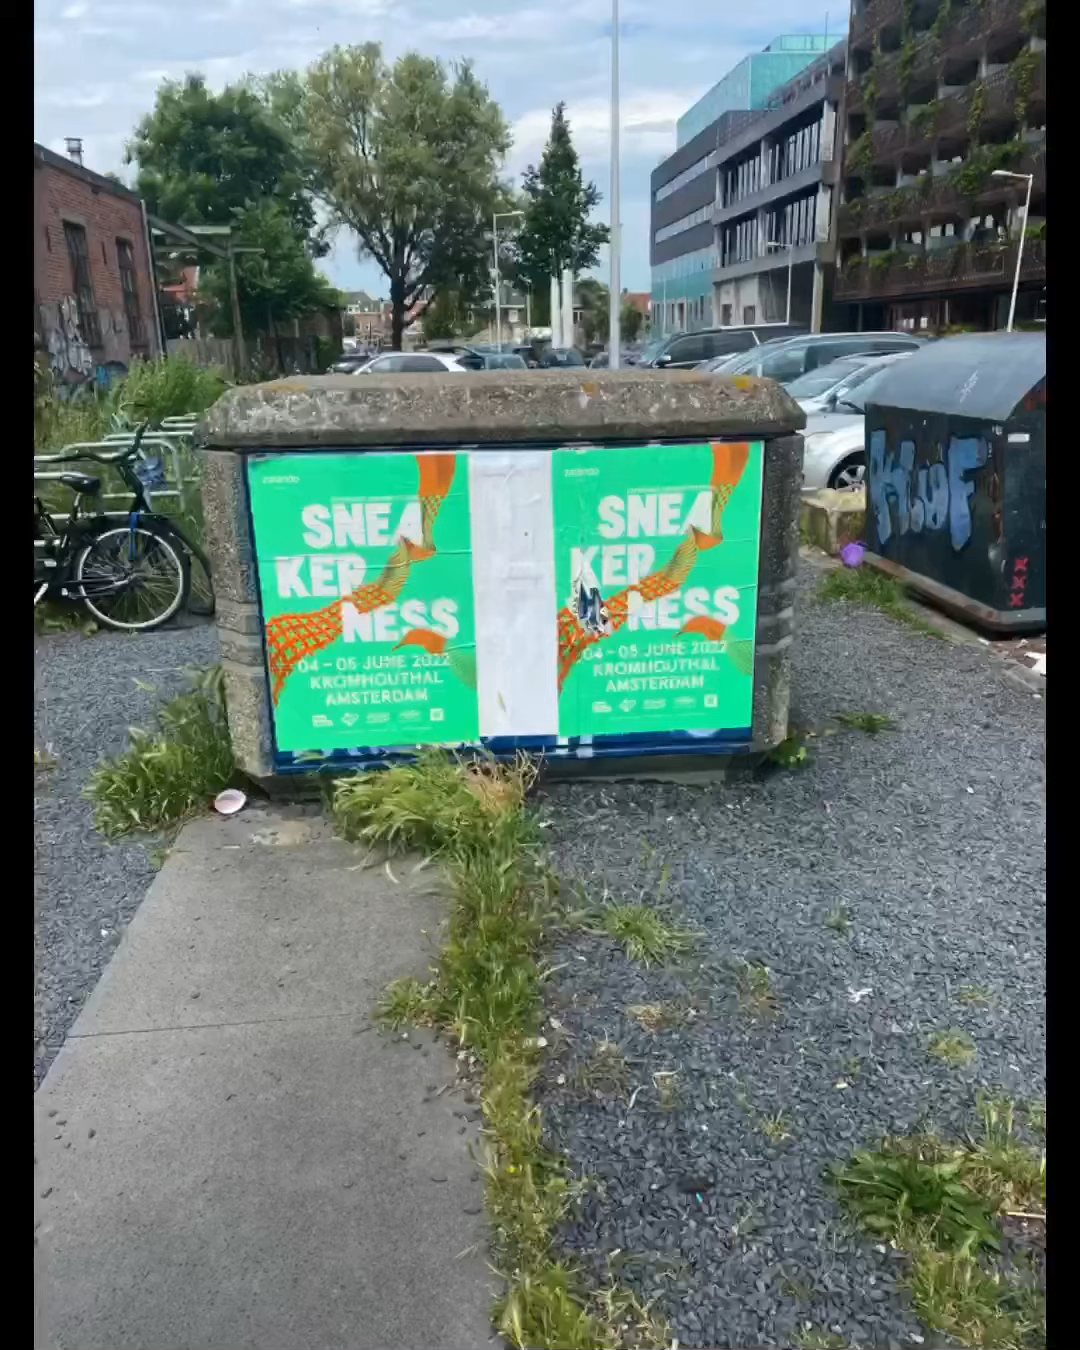 zalando
SNEA
KER
NESS
04 - 05 JUNE 2022
KROMHOUTHAL
AMSTERDAM
zalando
SNEA
KER
NESS
04 - 05 JUNE 2022
KROMHOUTHAL
AMSTERDAM
XXX